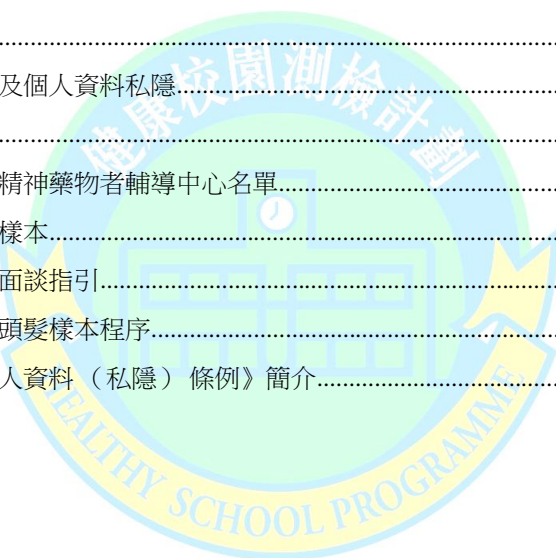 ................................................................................
及個人資料私隱................................................................
................................................................................
精神藥物者輔導中心名單................................................
樣本................................................................................
面談指引........................................................................
頭髮樣本程序................................................................
人資料 （私隱） 條例》簡介........................................
健康校園測檢計劃
HEALTHY SCHOOL PROGRAMME